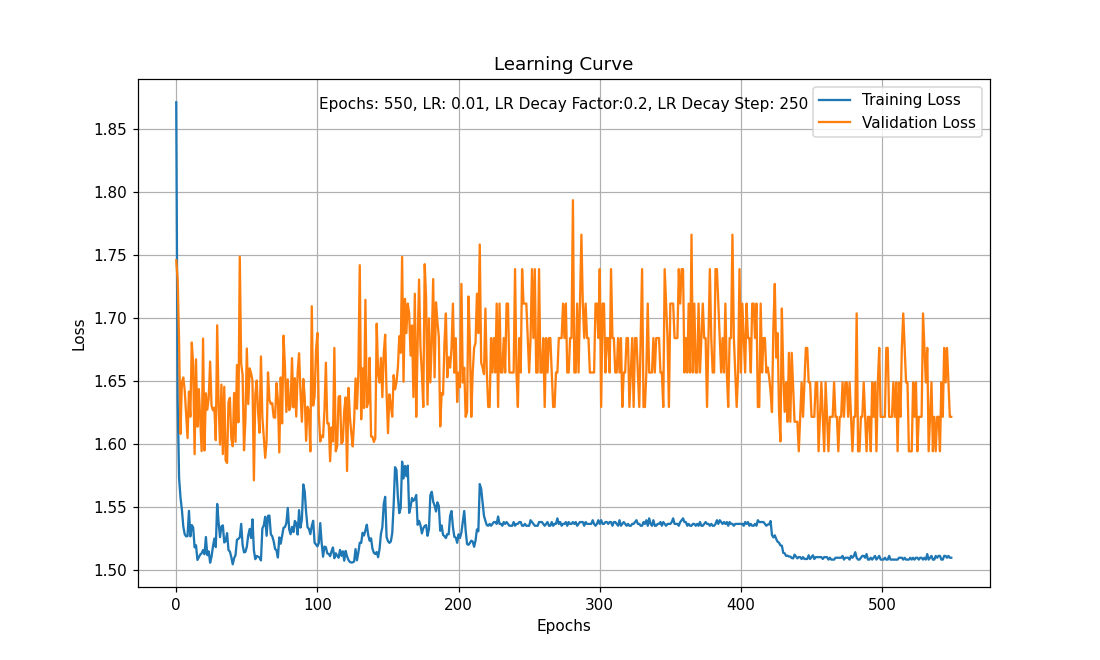 Learning Curve
Epochs: 550, LR: 0.01, LR Decay Factor:0.2, LR Decay Step: 250
Training Loss
Validation Loss
Loss
1.85
1.80
1.75
1.70
1.65
1.60
1.55
1.50
0 100 200 300 400 500
Epochs